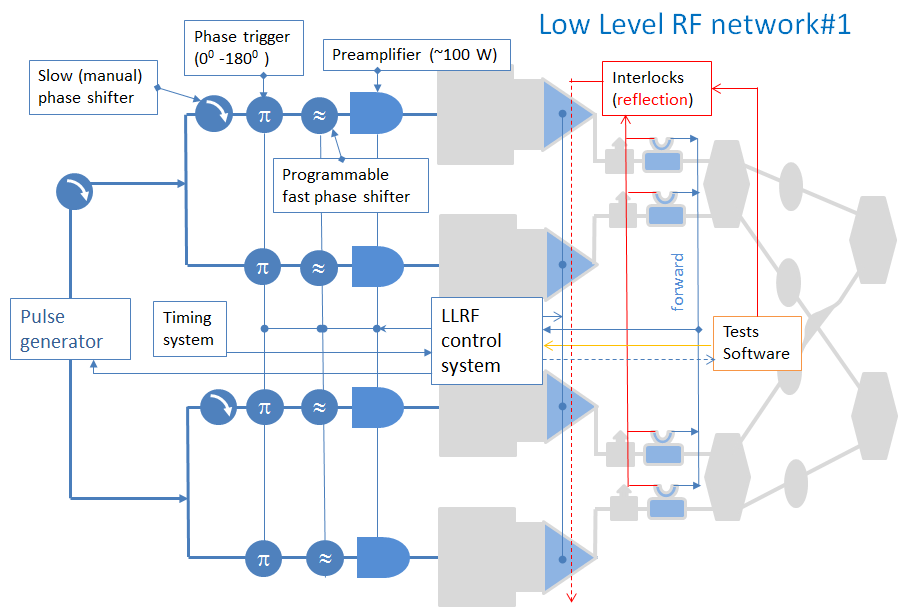 Low Level RF network#1
Phase trigger
(0⁰ -180⁰ )
Preamplifier (~100 W)
Slow (manual)
phase shifter
Interlocks
(reflection)
π
≈
Programmable
fast phase shifter
π
≈
forward
Pulse
generator
Timing
system
LLRF
control
system
Tests
Software
π
≈
π
≈